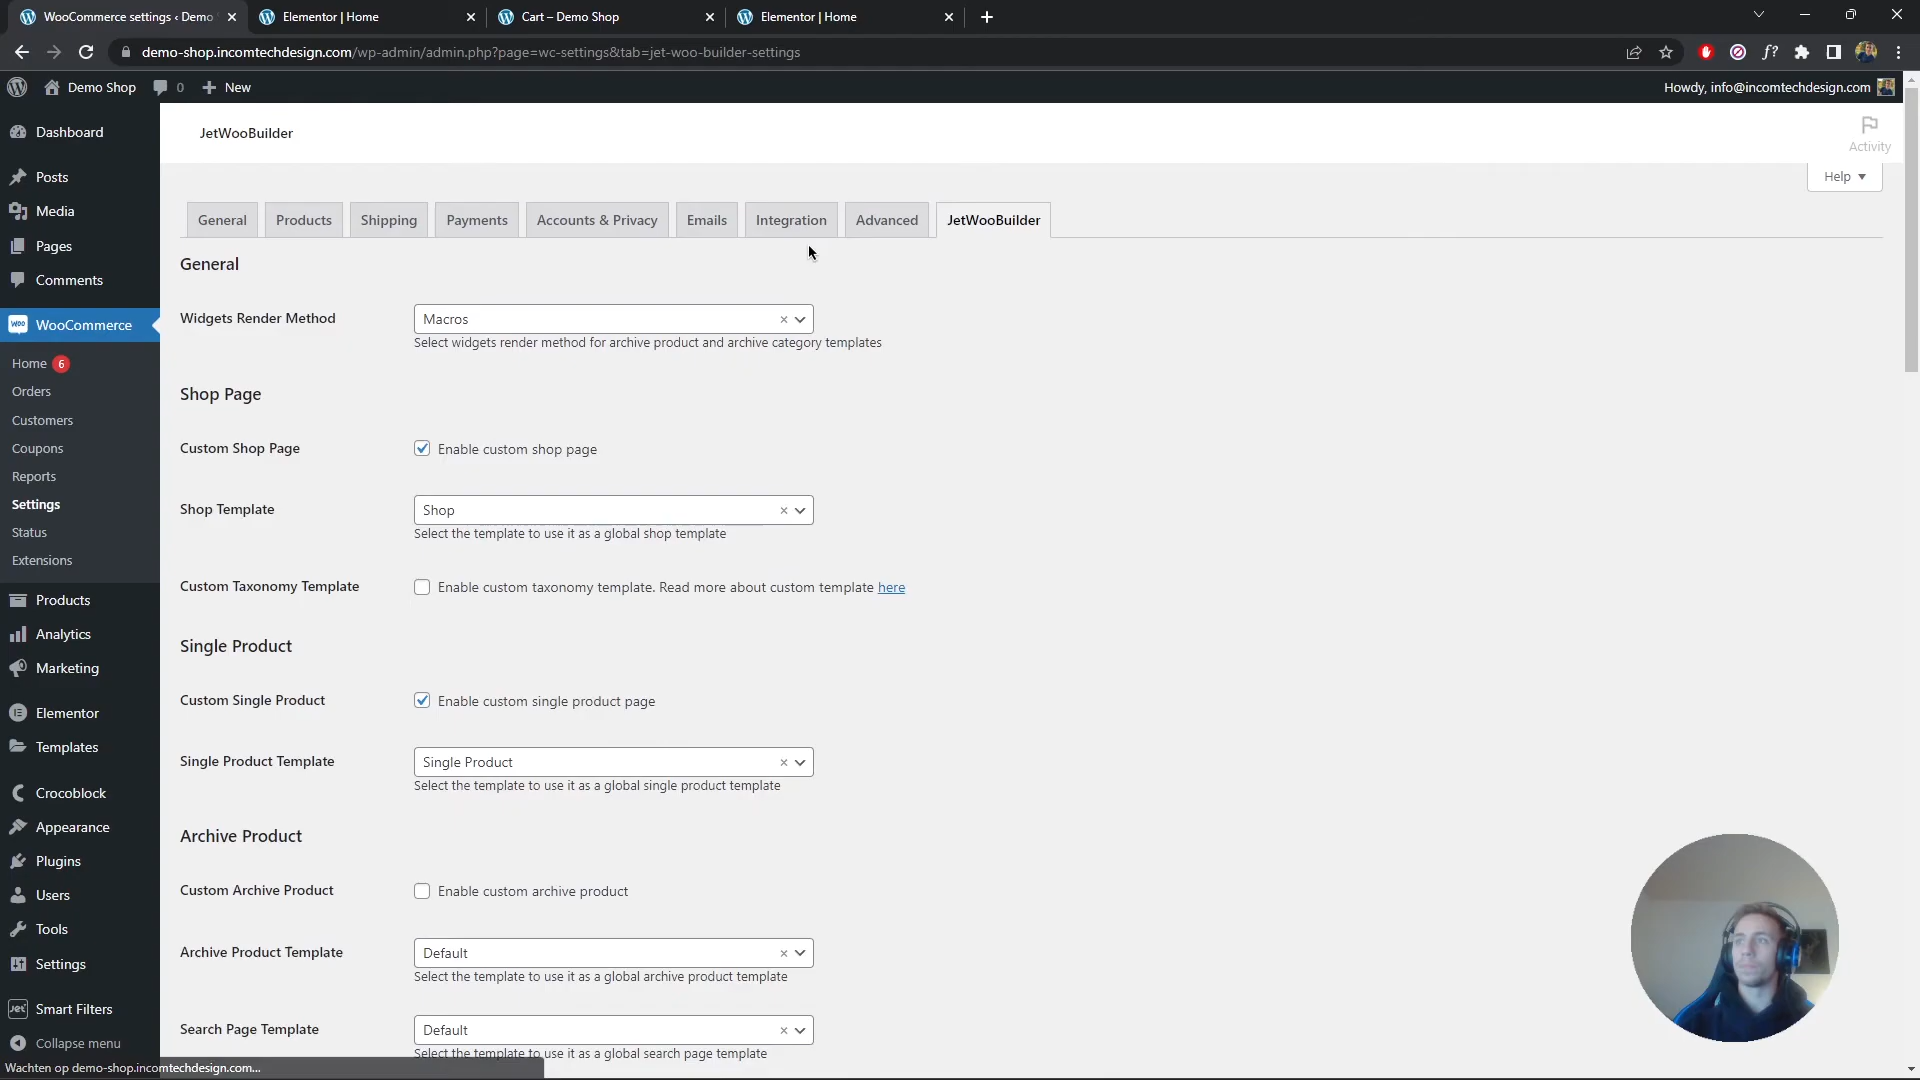 WooCommerce settings ‹ Demo
Elementor | Home
Cart – Demo Shop
Elementor | Home
demo-shop.incomtechdesign.com/wp-admin/admin.php?page=wc-settings&tab=jet-woo-builder-settings
f?
Demo Shop
0
New
Howdy, info@incomtechdesign.com
Dashboard
Posts
Media
Pages
Comments
Woo
WooCommerce
Home 6
Orders
Customers
Coupons
Reports
Settings
Status
Extensions
Products
Analytics
Marketing
Elementor
Templates
Crocoblock
Appearance
Plugins
Users
Tools
Settings
Jet
Smart Filters
Collapse menu
Wachten op demo-shop.incomtechdesign.com...
JetWooBuilder
Activity
Help
General
Products
Shipping
Payments
Accounts & Privacy
Emails
Integration
Advanced
JetWooBuilder
General
Widgets Render Method
Macros
Select widgets render method for archive product and archive category templates
Shop Page
Custom Shop Page
Enable custom shop page
Shop Template
Shop
Select the template to use it as a global shop template
Custom Taxonomy Template
Enable custom taxonomy template. Read more about custom template here
Single Product
Custom Single Product
Enable custom single product page
Single Product Template
Single Product
Select the template to use it as a global single product template
Archive Product
Custom Archive Product
Enable custom archive product
Archive Product Template
Default
Select the template to use it as a global archive product template
Search Page Template
Default
Select the template to use it as a global search page template